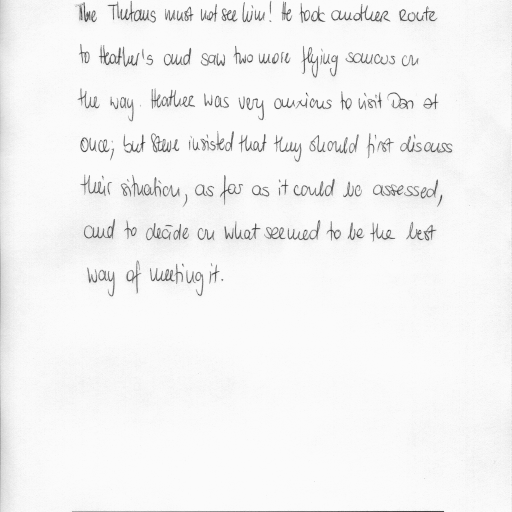 The Thetans must not see him! He took another route
to Heather's and saw two more flying saucers on
the way. Heather was very anxious to visit Dan at
once; but Steve insisted that they should first discuss
their situation, as far as it could be assessed,
and to decide on what seemed to be the best
way of meeting it.